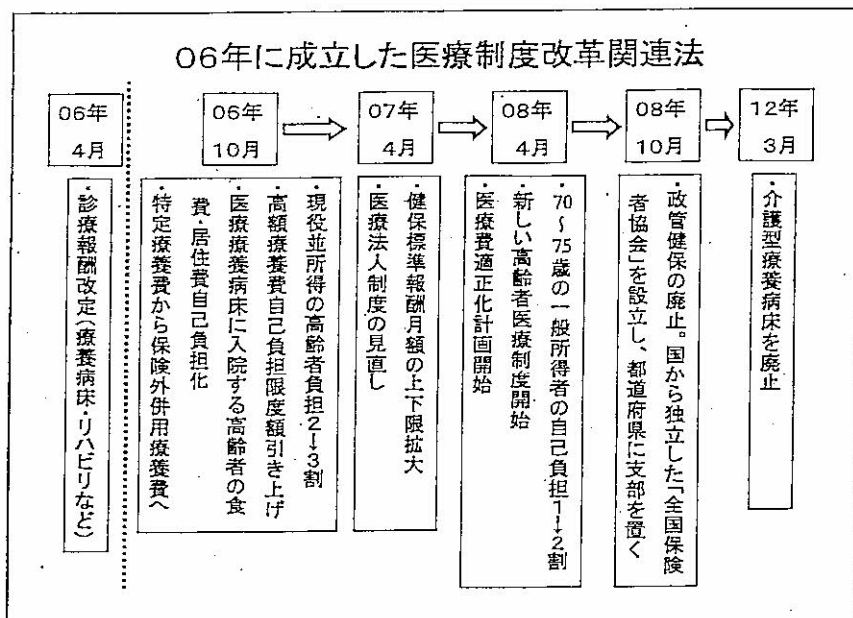 06年に成立した医療制度改革関連法
06年
4月
・診療報酬改定(療養病床・リハビリなど)
06年
10月
・現役並所得の高齢者負担2→3割
・高額療養費自己負担限度額引き上げ
・医療療養病床に入院する高齢者の食
費・居住費自己負担化
・特定療養費から保険外併用療養費へ
07年
4月
・健保標準報酬月額の上下限拡大
・医療法人制度の見直し
08年
4月
・70~75歳の一般所得者の自己負担1→2割
・新しい高齢者医療制度開始
・医療費適正化計画開始
08年
10月
・政管健保の廃止。国から独立した「全国保険
者協会」を設立し、都道府県に支部を置く
12年
3月
・介護型療養病床を廃止